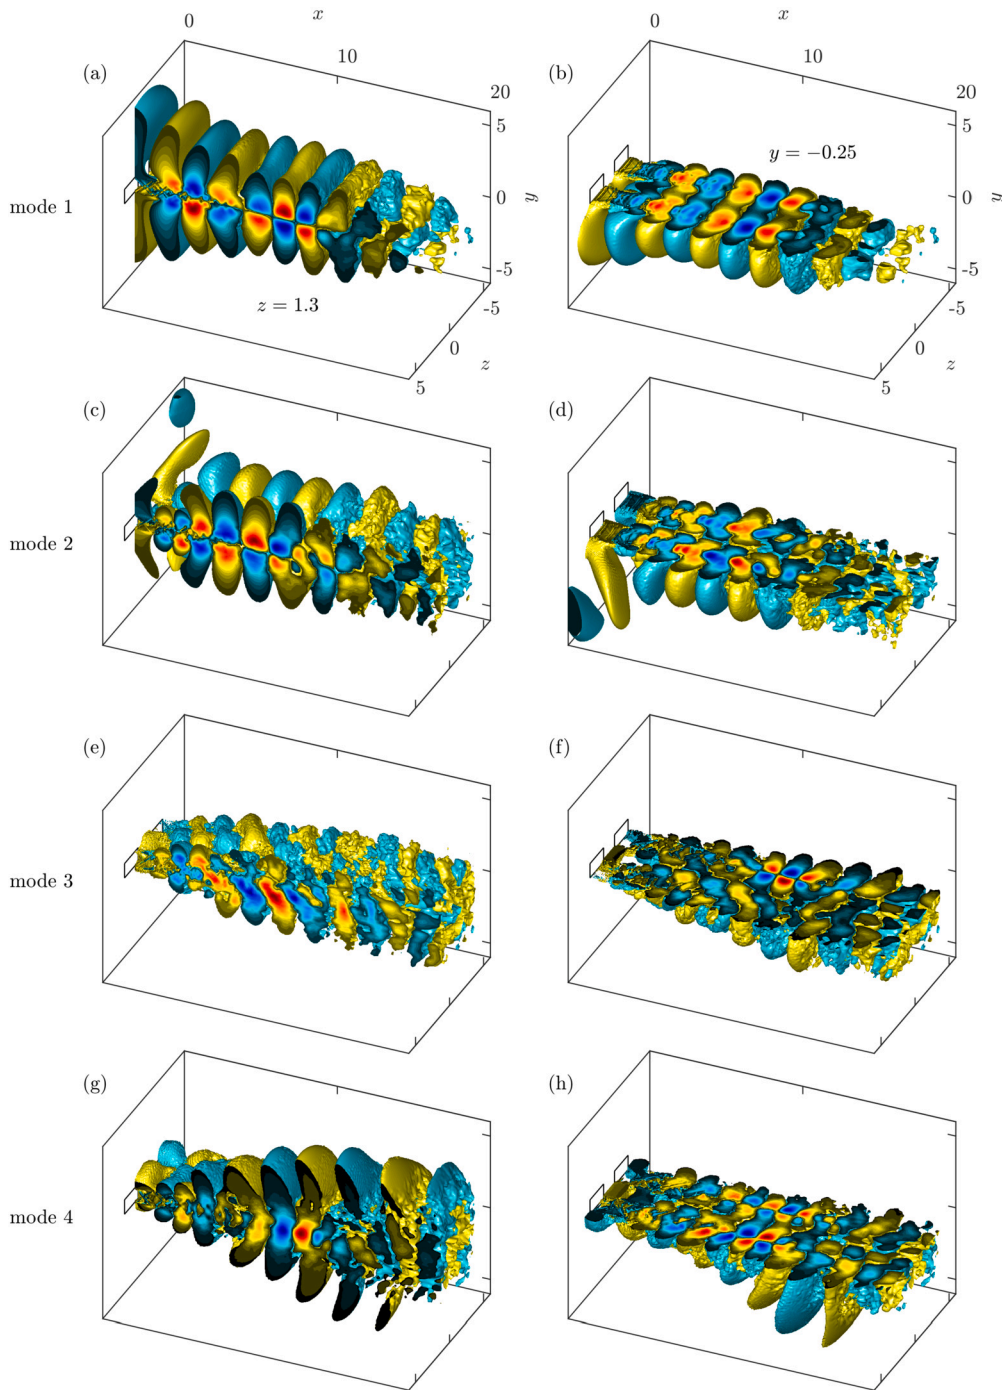 0 x 0 x
10 10
(a) (b)
20 20
5 5
y = −0.25
mode 1
0 y 0 y
z = 1.3
-5 -5
-5 -5
0 z 0 z
(c) 5 (d) 5
mode 2
(e) (f)
mode 3
(g) (h)
mode 4